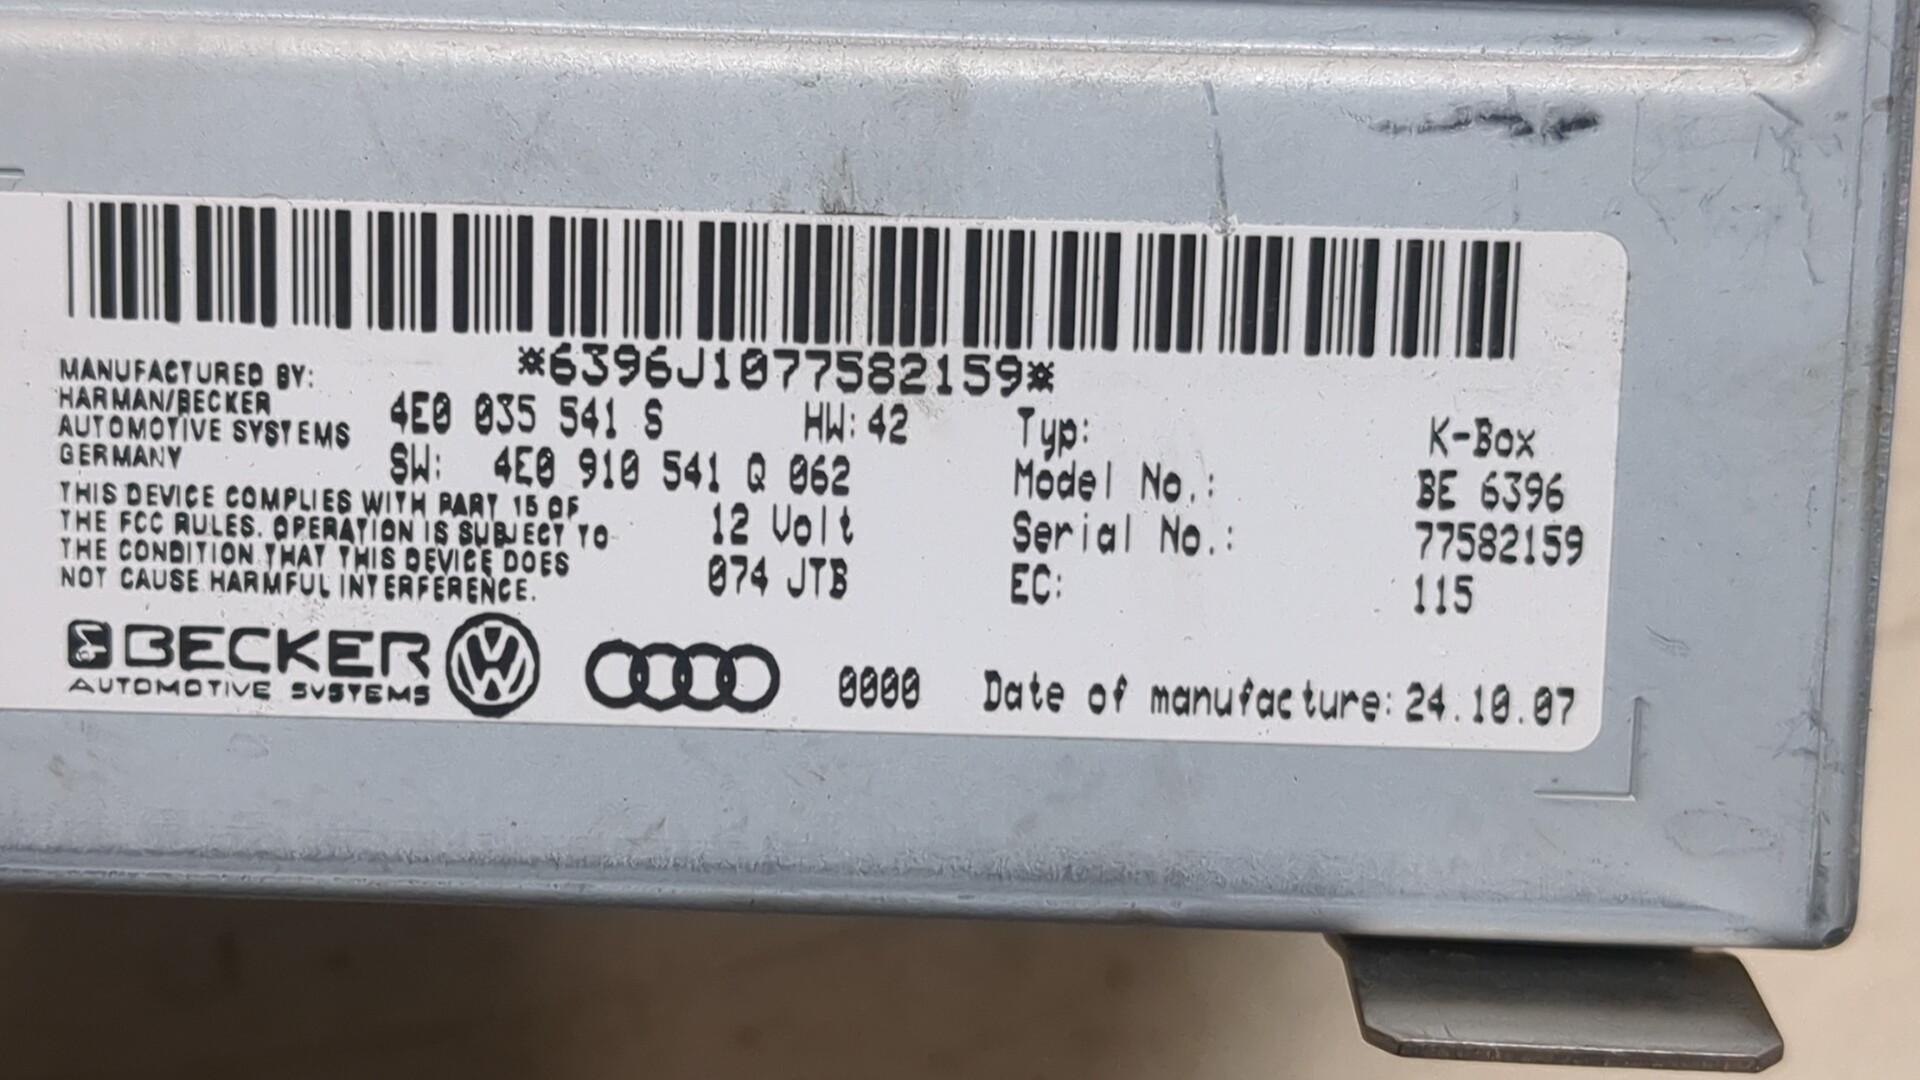 *6396J1077582159*
MANUFACTURED BY:
HARMAN/BECKER
AUTOMOTIVE SYSTEMS
GERMANY
4E0 035 541 S HW: 42
SW: 4E0 910 541 Q 062
THIS DEVICE COMPLIES WITH PART 15 OF
THE FCC RULES. OPERATION IS SUBJECT TO
THE CONDITION THAT THIS DEVICE DOES
NOT CAUSE HARMFUL INTERFERENCE.
12 Volt
074 JTB
Typ: K-Box
Model No.: BE 6396
Serial No.: 77582159
EC: 115
BECKER
AUTOMOTIVE SYSTEMS
0000 Date of manufacture: 24.10.07